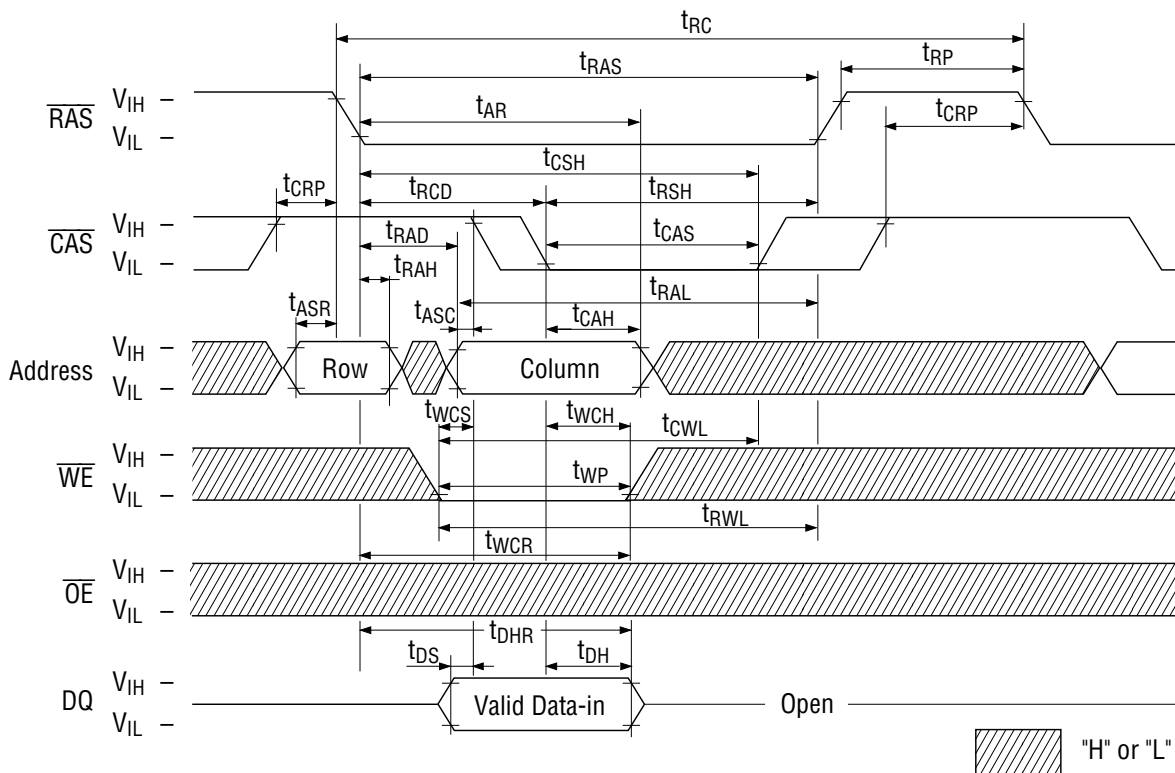 tRC
tRAS
tRP
RAS
VIH –
VIL –
tAR
tCRP
tCSH
tCRP
tRCD
tRSH
CAS
VIH –
VIL –
tRAD
tCAS
tRAH
tRAL
tASR
tASC
tCAH
Address
VIH –
VIL –
Row
Column
tWCS
tWCH
tCWL
WE
VIH –
VIL –
tWP
tRWL
tWCR
OE
VIH –
VIL –
tDHR
tDS
tDH
DQ
VIH –
VIL –
Valid Data-in
Open
"H" or "L"